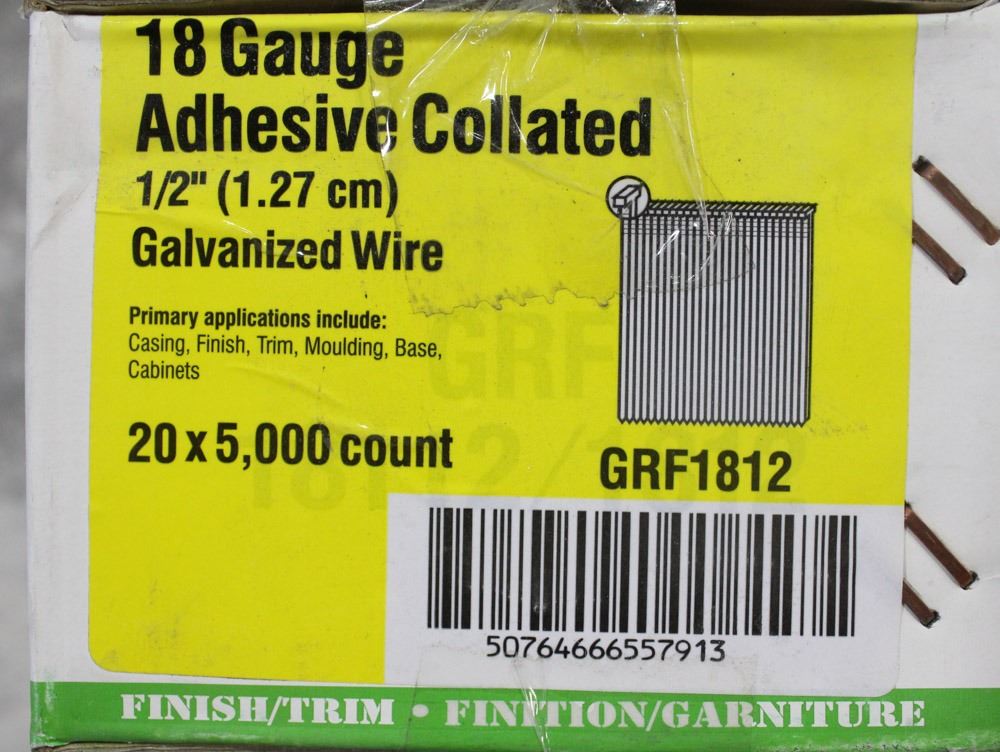 18 Gauge
Adhesive Collated
1/2" (1.27 cm)
Galvanized Wire
Primary applications include:
Casing, Finish, Trim, Moulding, Base,
Cabinets
20 x 5,000 count
GRF1812
50764666557913
FINISH/TRIM • FINITION/GARNITURE